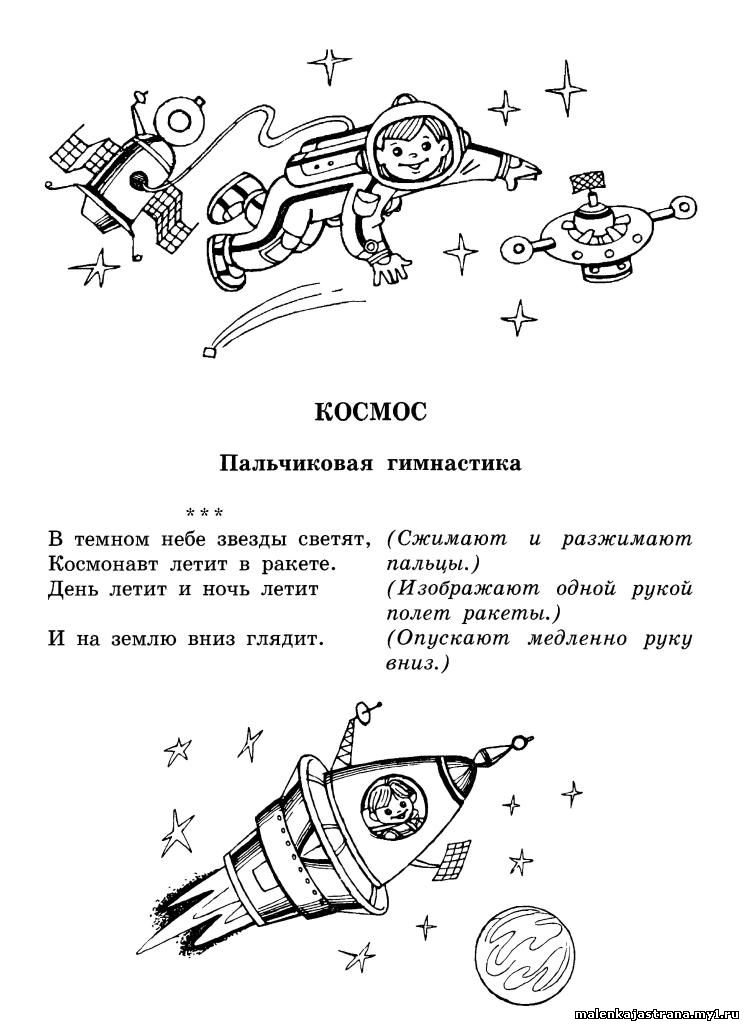 КОСМОС
Пальчиковая гимнастика
* * *
В темном небе звезды светят, (Сжимают и разжимают
Космонавт летит в ракете. пальцы.)
День летит и ночь летит (Изображают одной рукой
полет ракеты.)
И на землю вниз глядит. (Опускают медленно руку
вниз.)
malenkajastrana.my1.ru